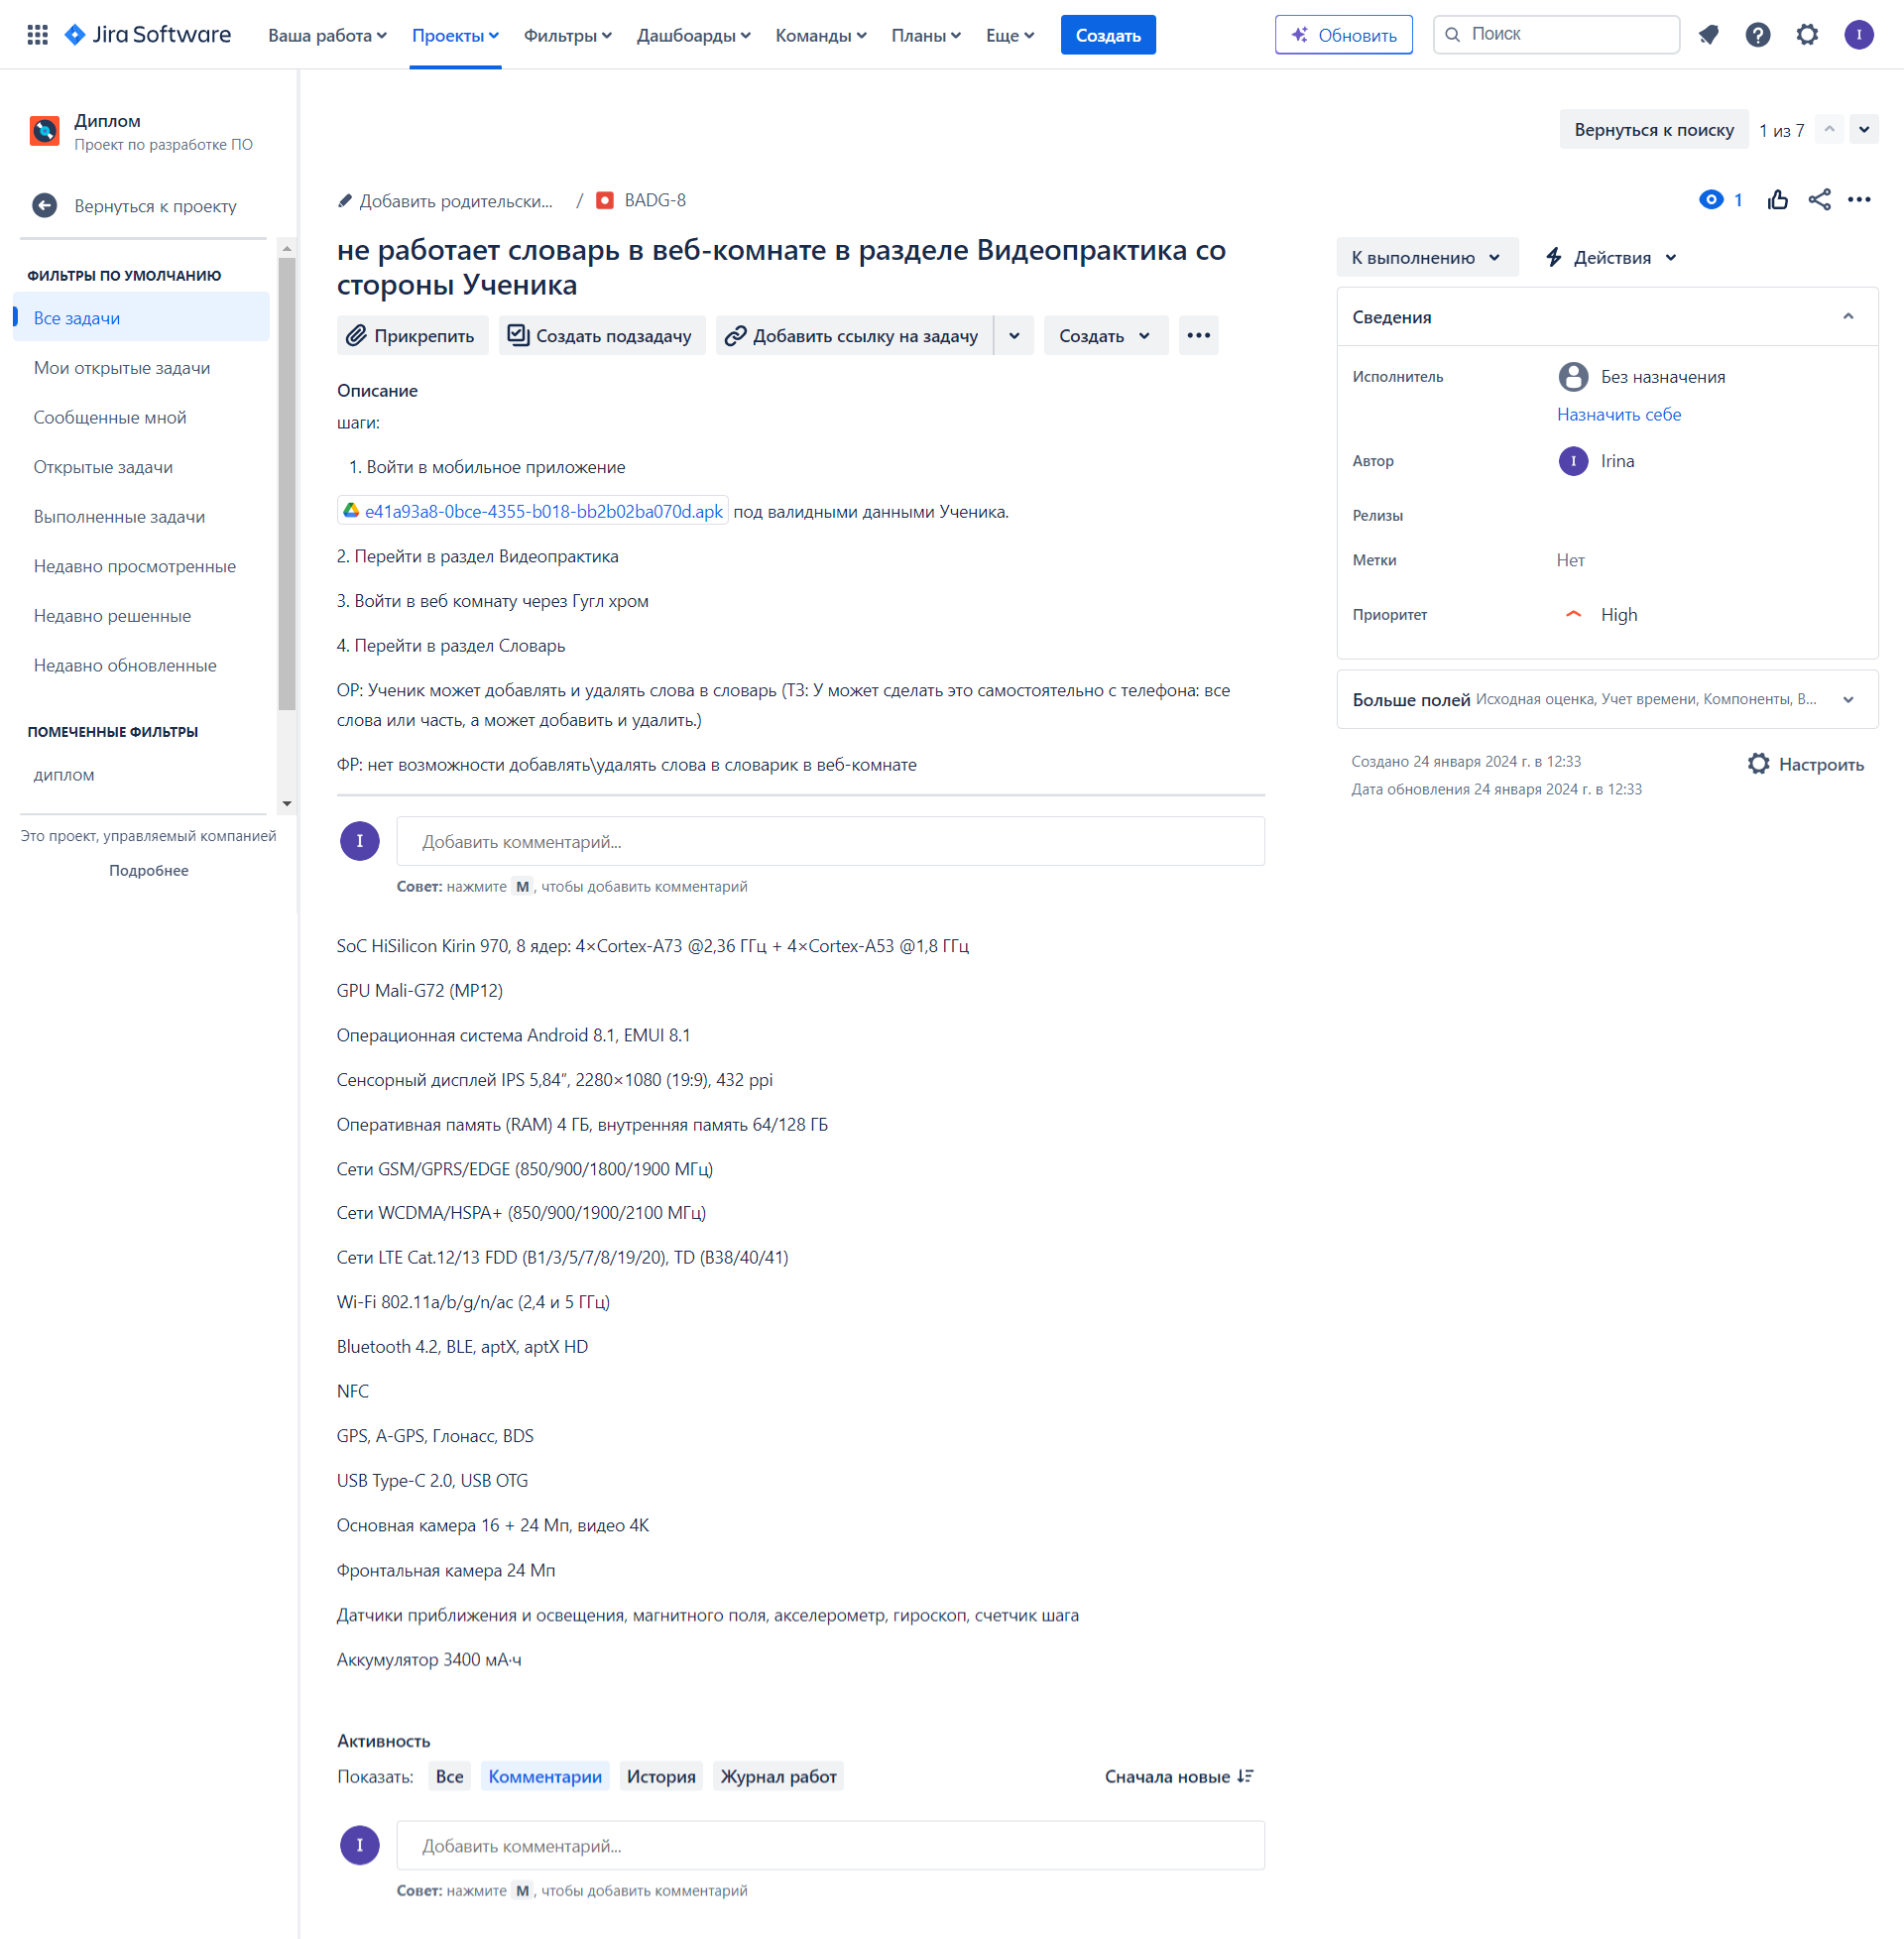 Jira Software
Ваша работа
Проекты
Фильтры
Дашборды
Команды
Планы
Еще
Создать
Обновить
Поиск
I
Диплом
Проект по разработке ПО
Вернуться к проекту
ФИЛЬТРЫ ПО УМОЛЧАНИЮ
Все задачи
Мои открытые задачи
Сообщенные мной
Открытые задачи
Выполненные задачи
Недавно просмотренные
Недавно решенные
Недавно обновленные
ПОМЕЧЕННЫЕ ФИЛЬТРЫ
диплом
Это проект, управляемый компанией
Подробнее
Вернуться к поиску
1 из 7
Добавить родительски...
/
BADG-8
1
не работает словарь в веб-комнате в разделе Видеопрактика со
стороны Ученика
Прикрепить
Создать подзадачу
Добавить ссылку на задачу
Создать
Описание
шаги:
1. Войти в мобильное приложение
e41a93a8-0bce-4355-b018-bb2b02ba070d.apk под валидными данными Ученика.
2. Перейти в раздел Видеопрактика
3. Войти в веб комнату через Гугл хром
4. Перейти в раздел Словарь
ОР: Ученик может добавлять и удалять слова в словарь (ТЗ: У может сделать это самостоятельно с телефона: все
слова или часть, а может добавить и удалить.)
ФР: нет возможности добавлять\удалять слова в словарик в веб-комнате
I
Добавить комментарий...
Совет: нажмите M, чтобы добавить комментарий
SoC HiSilicon Kirin 970, 8 ядер: 4×Cortex-A73 @2,36 ГГц + 4×Cortex-A53 @1,8 ГГц
GPU Mali-G72 (MP12)
Операционная система Android 8.1, EMUI 8.1
Сенсорный дисплей IPS 5,84″, 2280×1080 (19:9), 432 ppi
Оперативная память (RAM) 4 ГБ, внутренняя память 64/128 ГБ
Сети GSM/GPRS/EDGE (850/900/1800/1900 МГц)
Сети WCDMA/HSPA+ (850/900/1900/2100 МГц)
Сети LTE Cat.12/13 FDD (B1/3/5/7/8/19/20), TD (B38/40/41)
Wi-Fi 802.11a/b/g/n/ac (2,4 и 5 ГГц)
Bluetooth 4.2, BLE, aptX, aptX HD
NFC
GPS, A-GPS, Глонасс, BDS
USB Type-C 2.0, USB OTG
Основная камера 16 + 24 Мп, видео 4К
Фронтальная камера 24 Мп
Датчики приближения и освещения, магнитного поля, акселерометр, гироскоп, счетчик шага
Аккумулятор 3400 мА·ч
Активность
Показать:
Все
Комментарии
История
Журнал работ
Сначала новые
I
Добавить комментарий...
Совет: нажмите M, чтобы добавить комментарий
К выполнению
Действия
Сведения
Исполнитель
Без назначения
Назначить себе
Автор
I
Irina
Релизы
Метки
Нет
Приоритет
High
Больше полей Исходная оценка, Учет времени, Компоненты, В...
Создано 24 января 2024 г. в 12:33
Дата обновления 24 января 2024 г. в 12:33
Настроить